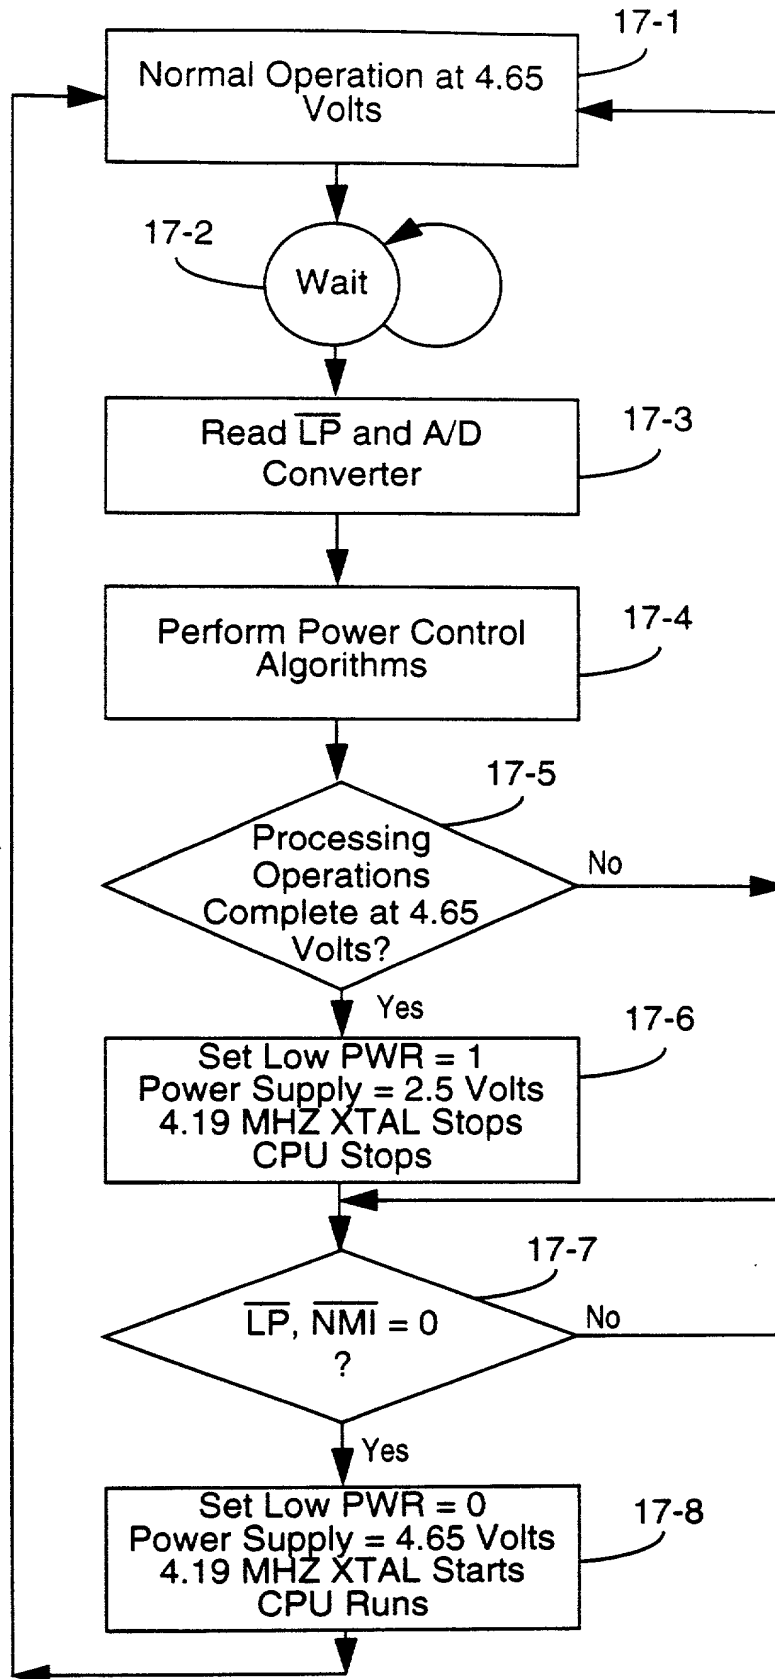 17-1
Normal Operation at 4.65
Volts
17-2
Wait
17-3
Read L̅P̅ and A/D
Converter
17-4
Perform Power Control
Algorithms
17-5
Processing
Operations
Complete at 4.65
Volts?
No
Yes
17-6
Set Low PWR = 1
Power Supply = 2.5 Volts
4.19 MHZ XTAL Stops
CPU Stops
17-7
L̅P̅, N̅M̅I̅ = 0
?
No
Yes
17-8
Set Low PWR = 0
Power Supply = 4.65 Volts
4.19 MHZ XTAL Starts
CPU Runs